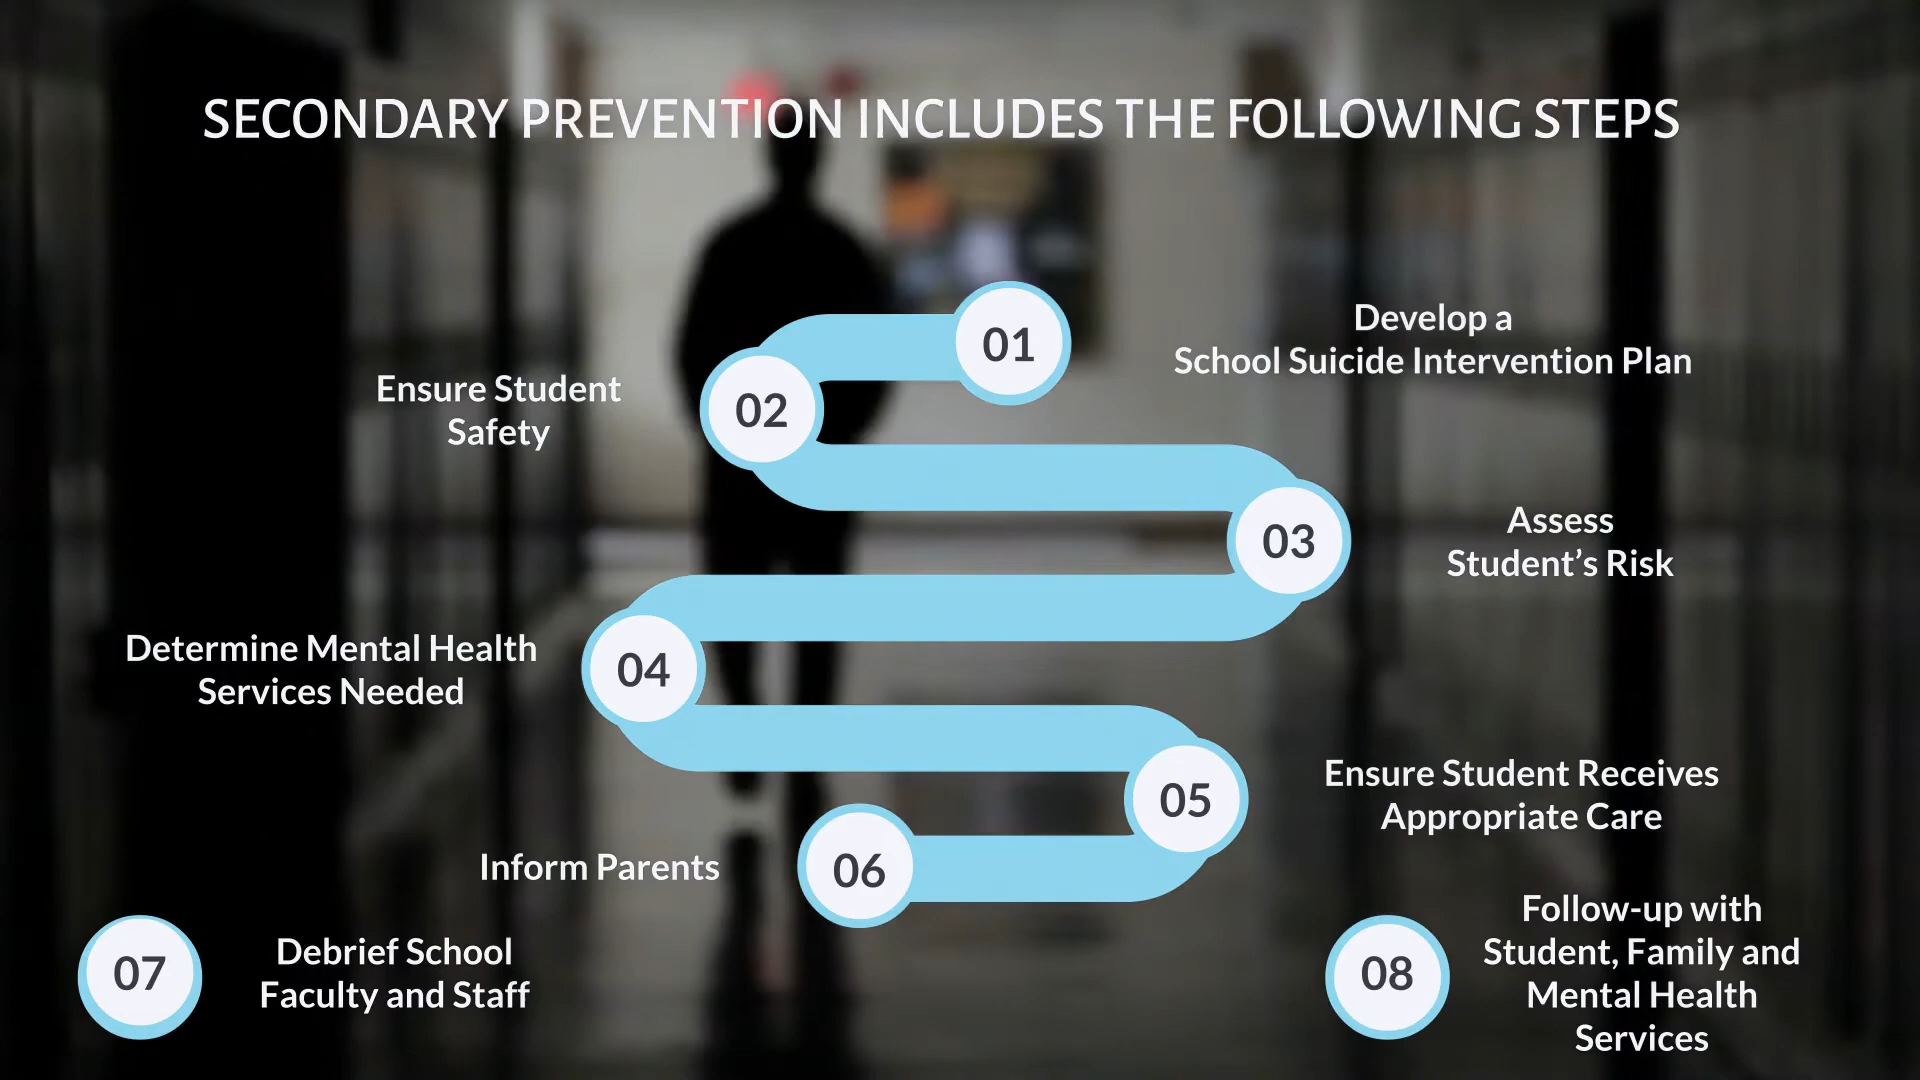 SECONDARY PREVENTION INCLUDES THE FOLLOWING STEPS
01
Develop a
School Suicide Intervention Plan
02
Ensure Student
Safety
03
Assess
Student’s Risk
04
Determine Mental Health
Services Needed
05
Ensure Student Receives
Appropriate Care
06
Inform Parents
07
Debrief School
Faculty and Staff
08
Follow-up with
Student, Family and
Mental Health
Services